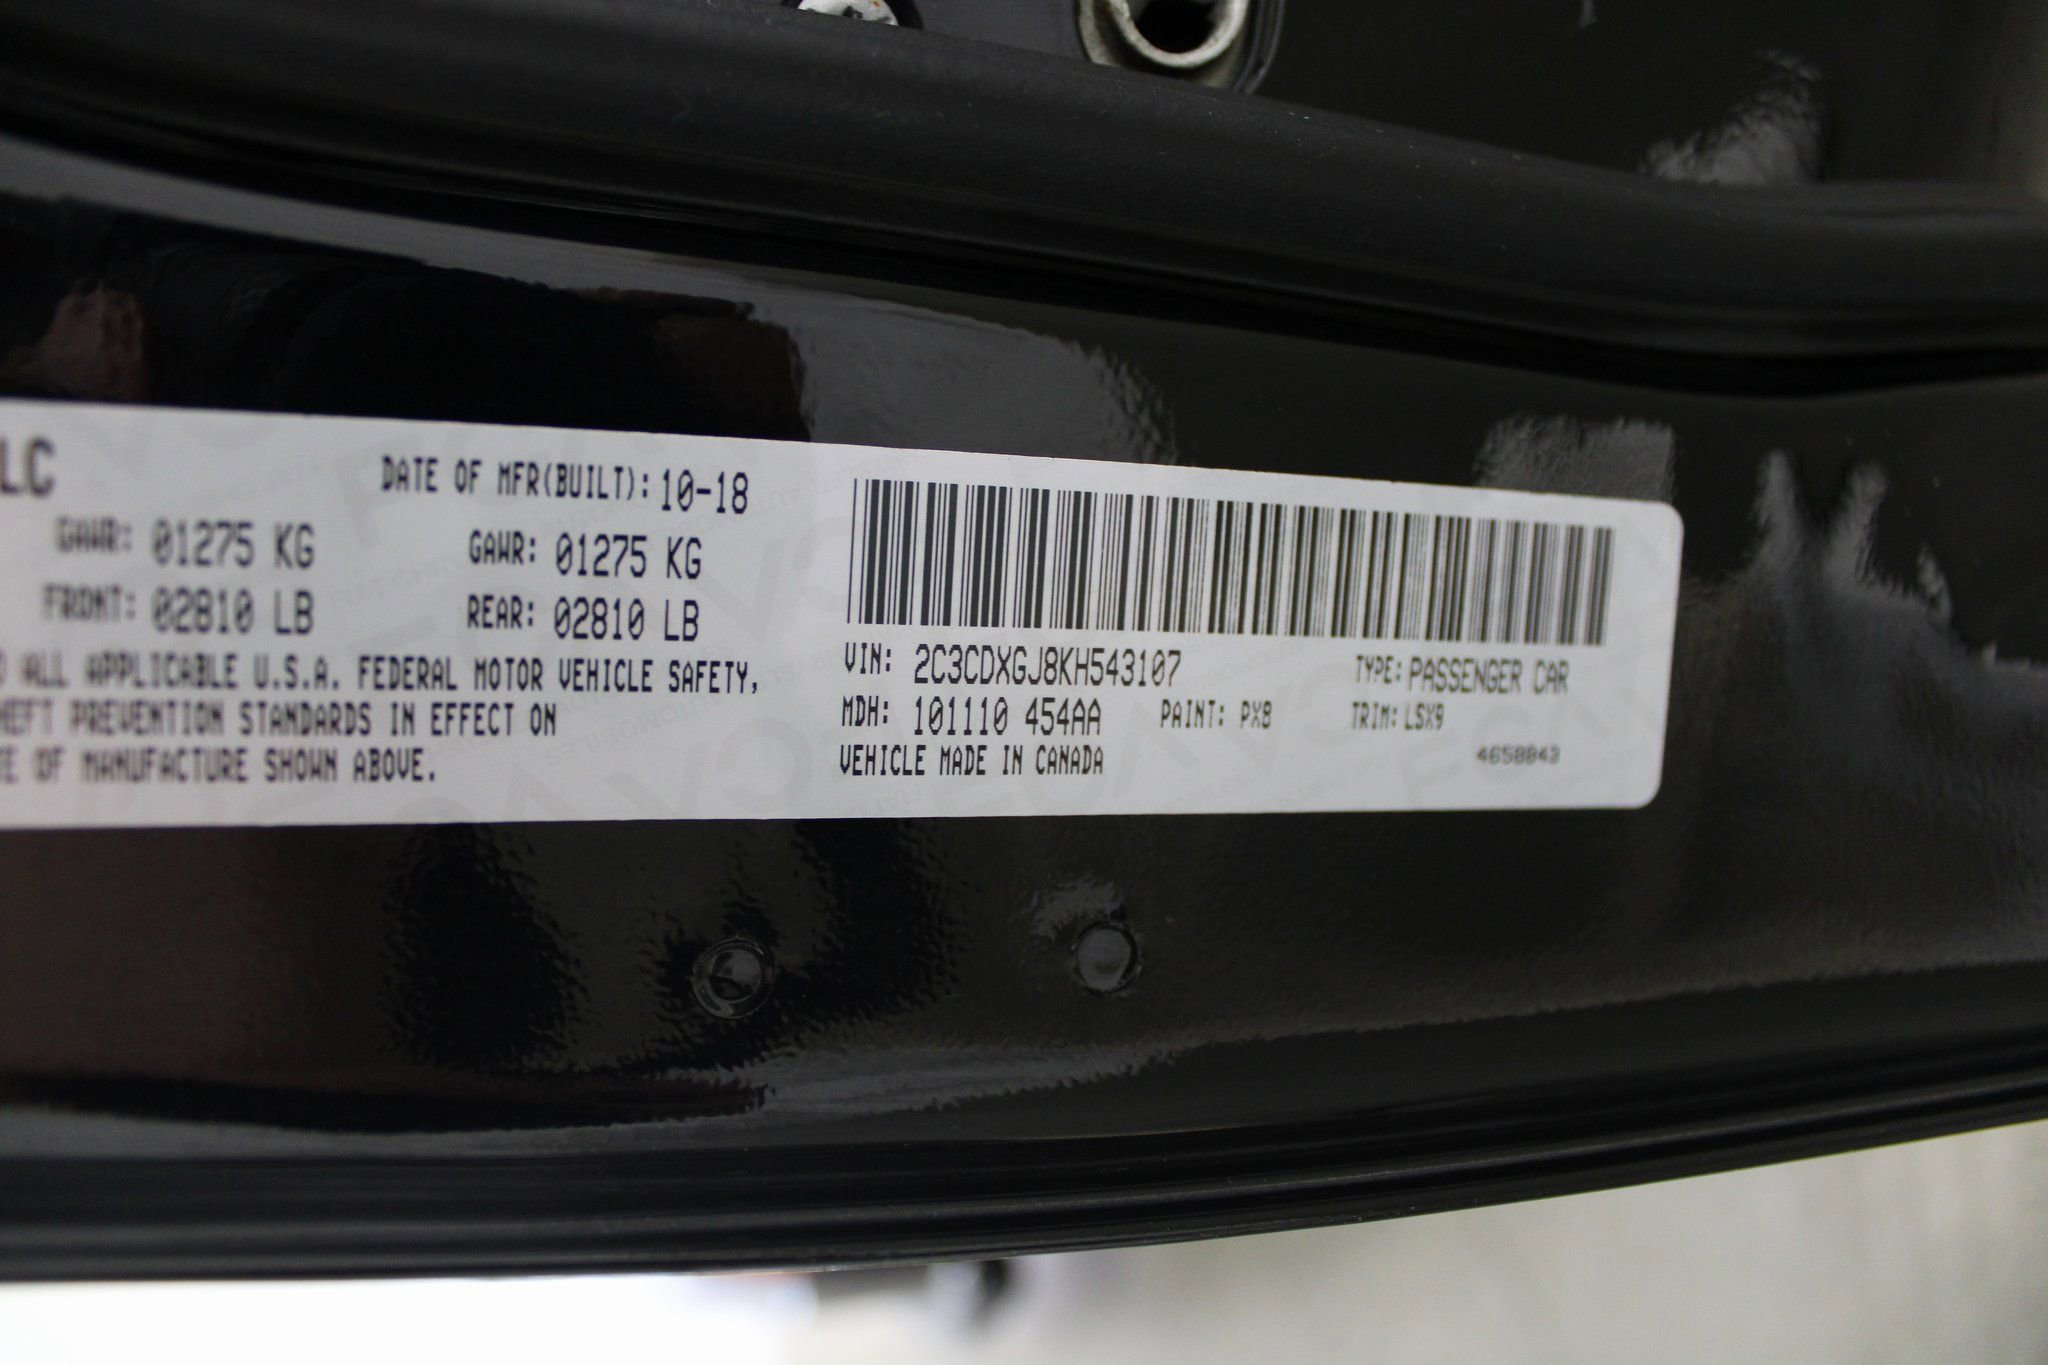 LC
DATE OF MFR(BUILT): 10-18
GAWR: 01275 KG GAWR: 01275 KG
FRONT: 02810 LB REAR: 02810 LB
ALL APPLICABLE U.S.A. FEDERAL MOTOR VEHICLE SAFETY,
HEFT PREVENTION STANDARDS IN EFFECT ON
E OF MANUFACTURE SHOWN ABOVE.
VIN: 2C3CDXGJ8KH543107 TYPE: PASSENGER CAR
MDH: 101110 454AA PAINT: PX8 TRIM: LSX9
VEHICLE MADE IN CANADA 4658843